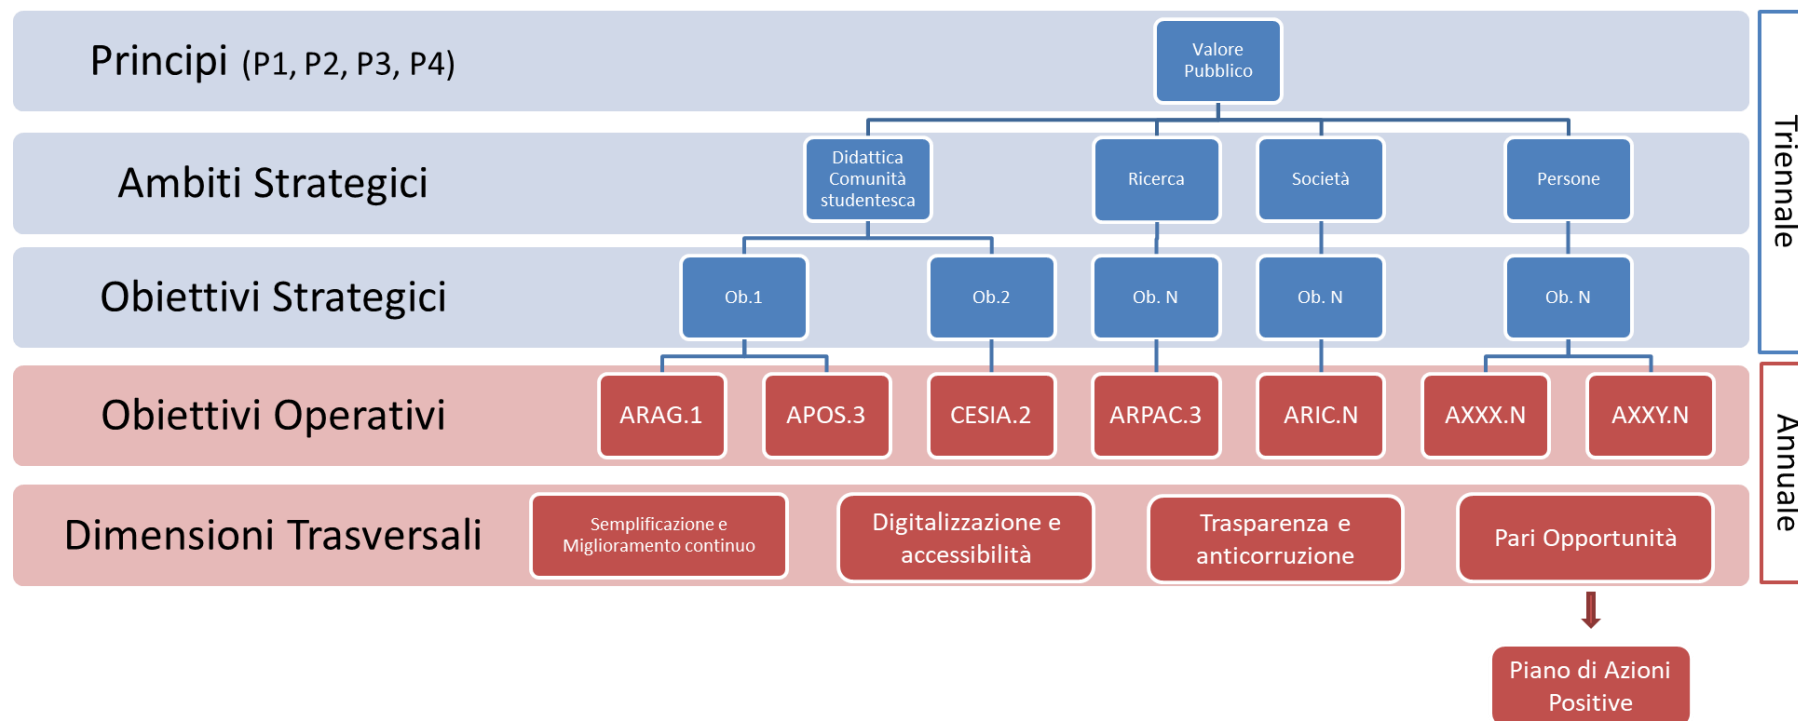 Principi (P1, P2, P3, P4)
Valore
Pubblico
Ambiti Strategici
Didattica
Comunità
studentesca
Ricerca
Società
Persone
Obiettivi Strategici
Ob.1
Ob.2
Ob. N
Ob. N
Ob. N
Triennale
Obiettivi Operativi
ARAG.1
APOS.3
CESIA.2
ARPAC.3
ARIC.N
AXXX.N
AXXY.N
Dimensioni Trasversali
Semplificazione e
Miglioramento continuo
Digitalizzazione e
accessibilità
Trasparenza e
anticorruzione
Pari Opportunità
Annuale
Piano di Azioni
Positive